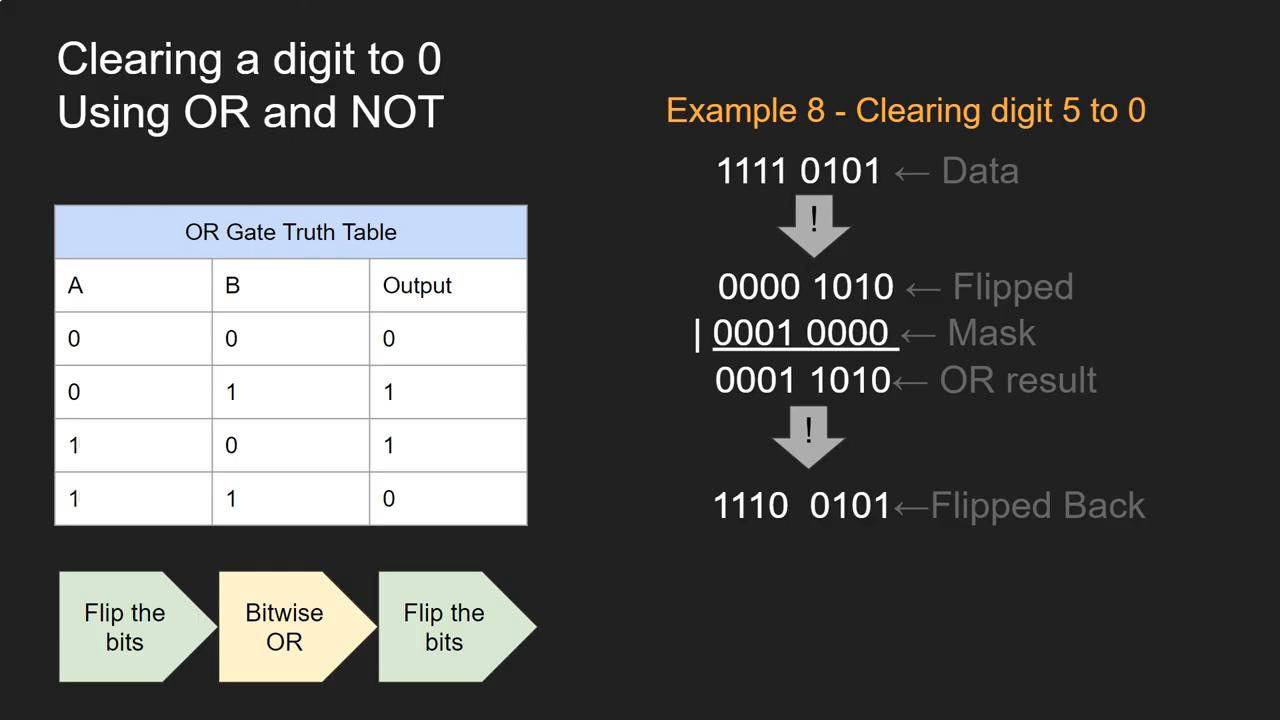 Clearing a digit to 0
Using OR and NOT
OR Gate Truth Table
A B Output
0 0 0
0 1 1
1 0 1
1 1 0
Flip the
bits
Bitwise
OR
Flip the
bits
Example 8 - Clearing digit 5 to 0
1111 0101 ← Data
!
0000 1010 ← Flipped
| 0001 0000 ← Mask
0001 1010← OR result
!
1110 0101←Flipped Back